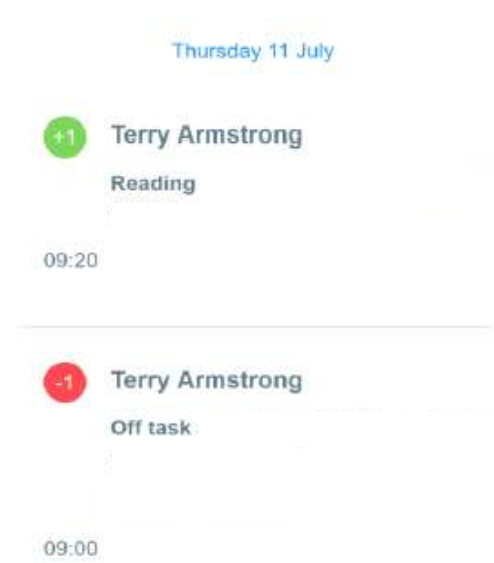 Thursday 11 July
+1
Terry Armstrong
Reading
09:20
-1
Terry Armstrong
Off task
09:00